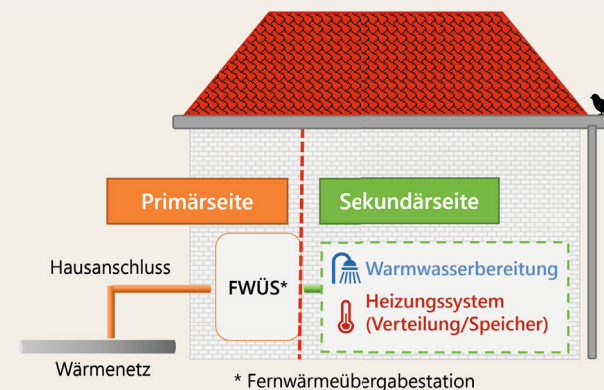 Primärseite
Sekundärseite
Hausanschluss
FWÜS*
Warmwasserbereitung
Heizungssystem
(Verteilung/Speicher)
Wärmenetz
* Fernwärmeübergabestation